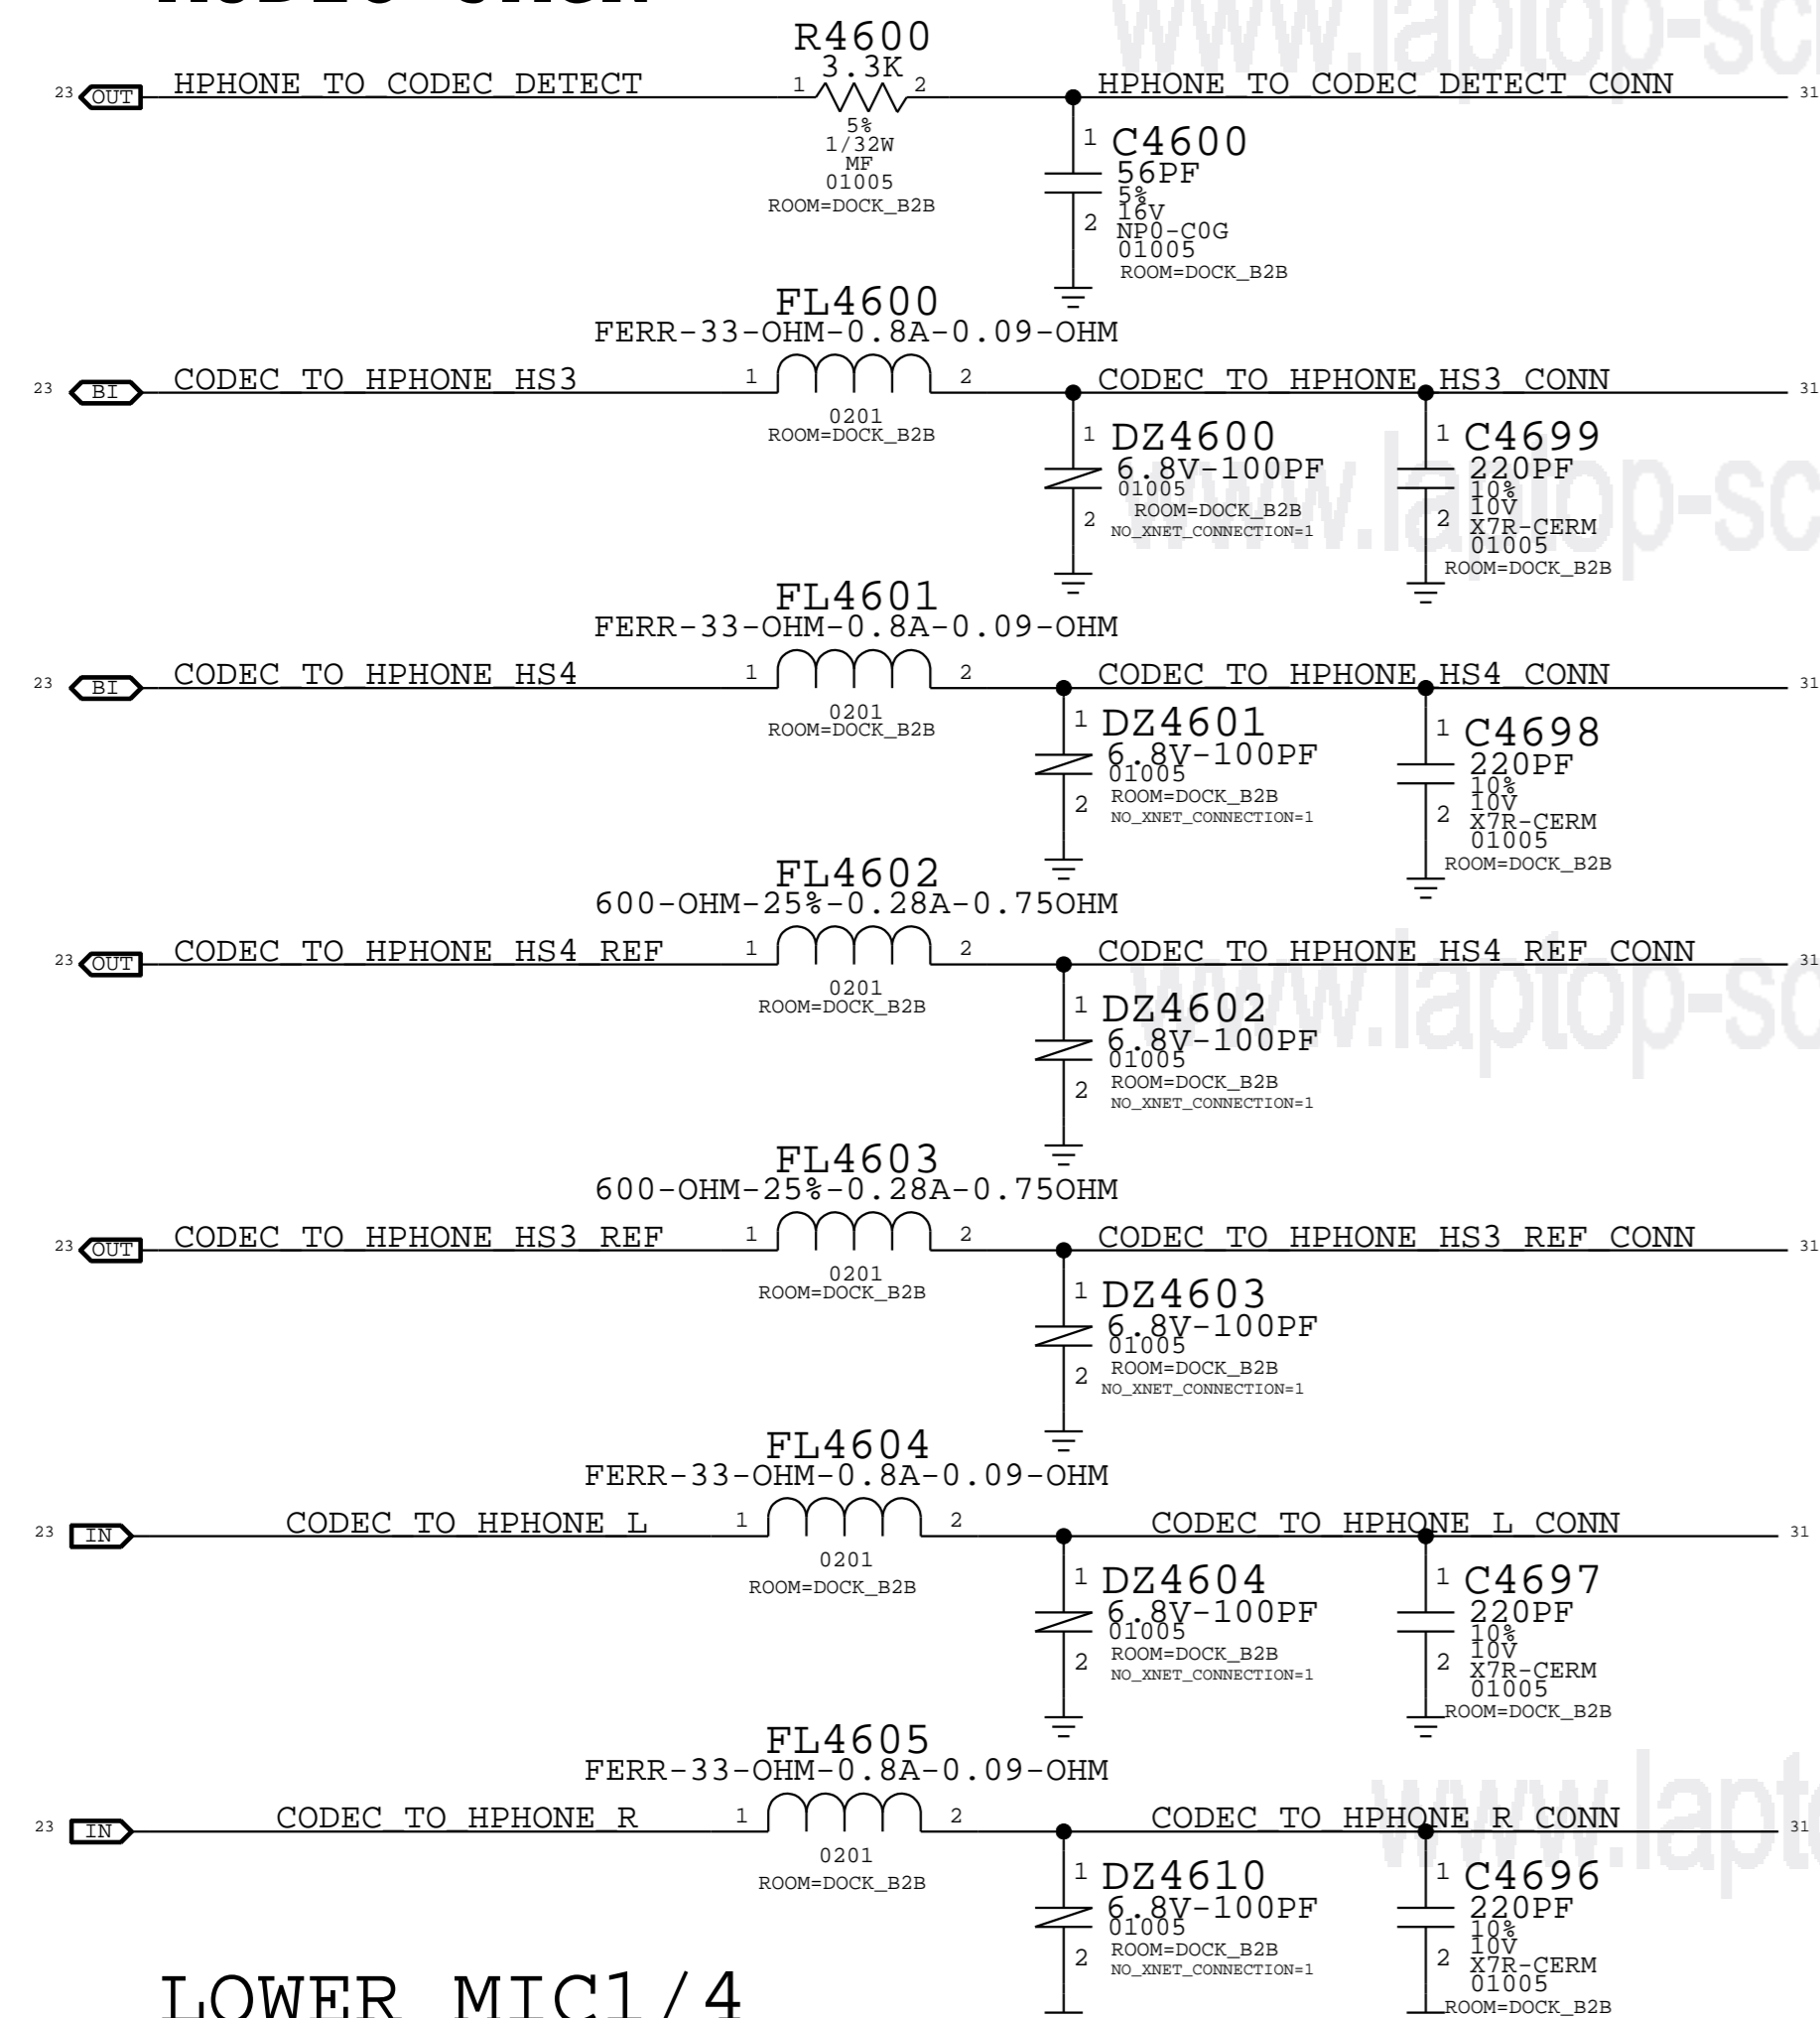 www.laptop-sc
R4600
3.3K
23 OUT HPHONE_TO_CODEC_DETECT 1 2 HPHONE_TO_CODEC_DETECT_CONN 31
5%
1/32W
MF
01005
ROOM=DOCK_B2B
1 C4600
56PF
5%
16V
2 NP0-C0G
01005
ROOM=DOCK_B2B
FL4600
FERR-33-OHM-0.8A-0.09-OHM
23 BI CODEC_TO_HPHONE_HS3 1 2 CODEC_TO_HPHONE_HS3_CONN 31
0201
ROOM=DOCK_B2B
1 DZ4600
6.8V-100PF
01005
ROOM=DOCK_B2B
2 NO_XNET_CONNECTION=1
1 C4699
220PF
10%
10V
2 X7R-CERM
01005
ROOM=DOCK_B2B
www.laptop-sc
FL4601
FERR-33-OHM-0.8A-0.09-OHM
23 BI CODEC_TO_HPHONE_HS4 1 2 CODEC_TO_HPHONE_HS4_CONN 31
0201
ROOM=DOCK_B2B
1 DZ4601
6.8V-100PF
01005
ROOM=DOCK_B2B
2 NO_XNET_CONNECTION=1
1 C4698
220PF
10%
10V
2 X7R-CERM
01005
ROOM=DOCK_B2B
FL4602
600-OHM-25%-0.28A-0.75OHM
23 OUT CODEC_TO_HPHONE_HS4_REF 1 2 CODEC_TO_HPHONE_HS4_REF_CONN 31
0201
ROOM=DOCK_B2B
1 DZ4602
6.8V-100PF
01005
ROOM=DOCK_B2B
2 NO_XNET_CONNECTION=1
www.laptop-sc
FL4603
600-OHM-25%-0.28A-0.75OHM
23 OUT CODEC_TO_HPHONE_HS3_REF 1 2 CODEC_TO_HPHONE_HS3_REF_CONN 31
0201
ROOM=DOCK_B2B
1 DZ4603
6.8V-100PF
01005
ROOM=DOCK_B2B
2 NO_XNET_CONNECTION=1
FL4604
FERR-33-OHM-0.8A-0.09-OHM
23 IN CODEC_TO_HPHONE_L 1 2 CODEC_TO_HPHONE_L_CONN 31
0201
ROOM=DOCK_B2B
1 DZ4604
6.8V-100PF
01005
ROOM=DOCK_B2B
2 NO_XNET_CONNECTION=1
1 C4697
220PF
10%
10V
2 X7R-CERM
01005
ROOM=DOCK_B2B
FL4605
FERR-33-OHM-0.8A-0.09-OHM
23 IN CODEC_TO_HPHONE_R 1 2 CODEC_TO_HPHONE_R_CONN 31
0201
ROOM=DOCK_B2B
1 DZ4610
6.8V-100PF
01005
ROOM=DOCK_B2B
2 NO_XNET_CONNECTION=1
1 C4696
220PF
10%
10V
2 X7R-CERM
01005
ROOM=DOCK_B2B
www.lapt
LOWER MIC1/4